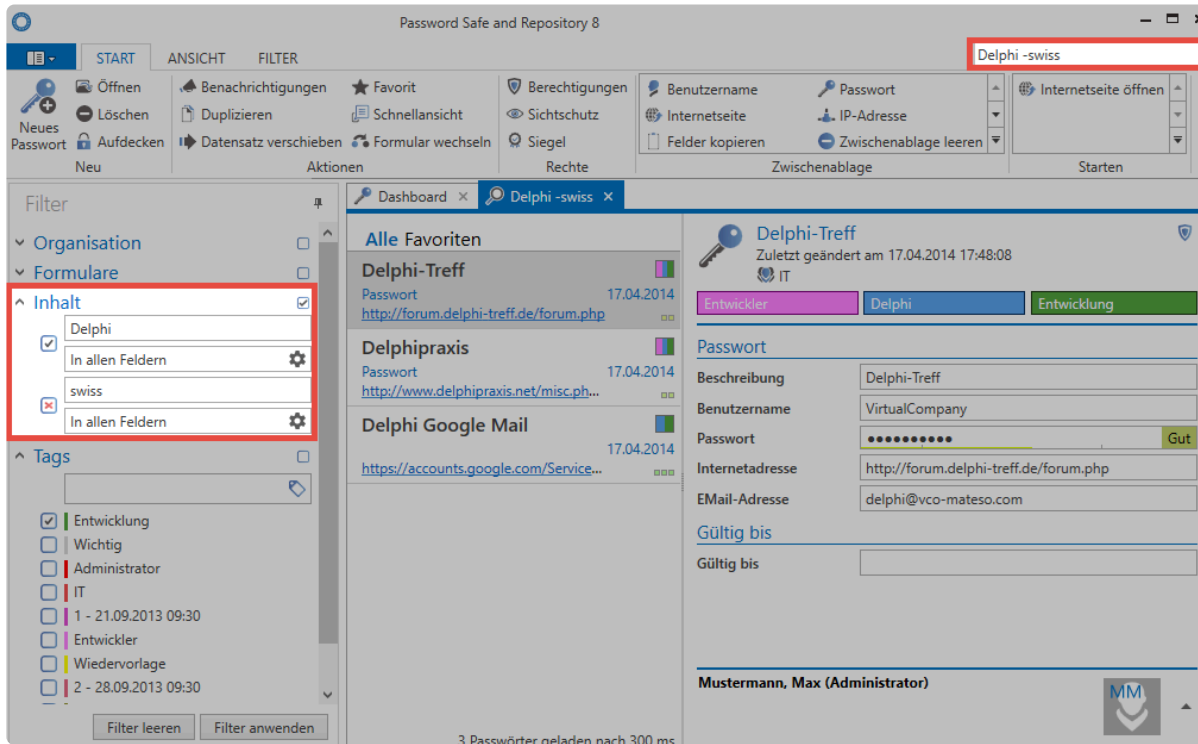 Password Safe and Repository 8
START ANSICHT FILTER
Delphi -swiss
Neues Passwort
Öffnen
Löschen
Aufdecken
Neu
Benachrichtigungen
Duplizieren
Datensatz verschieben
Favorit
Schnellansicht
Formular wechseln
Aktionen
Berechtigungen
Sichtschutz
Siegel
Rechte
Benutzername
Internetseite
Felder kopieren
Passwort
IP-Adresse
Zwischenablage leeren
Zwischenablage
Internetseite öffnen
Starten
Filter
Organisation
Formulare
Inhalt
Delphi
In allen Feldern
swiss
In allen Feldern
Tags
Entwicklung
Wichtig
Administrator
IT
1 - 21.09.2013 09:30
Entwickler
Wiedervorlage
2 - 28.09.2013 09:30
Filter leeren
Filter anwenden
Dashboard
Delphi -swiss
Alle Favoriten
Delphi-Treff
Passwort 17.04.2014
http://forum.delphi-treff.de/forum.php
Delphipraxis
Passwort 17.04.2014
http://www.delphipraxis.net/misc.ph...
Delphi Google Mail
17.04.2014
https://accounts.google.com/Service...
3 Passwörter geladen nach 300 ms
Delphi-Treff
Zuletzt geändert am 17.04.2014 17:48:08
IT
Entwickler Delphi Entwicklung
Passwort
Beschreibung Delphi-Treff
Benutzername VirtualCompany
Passwort ●●●●●●●●●● Gut
Internetadresse http://forum.delphi-treff.de/forum.php
EMail-Adresse delphi@vco-mateso.com
Gültig bis
Gültig bis
Mustermann, Max (Administrator)
MM